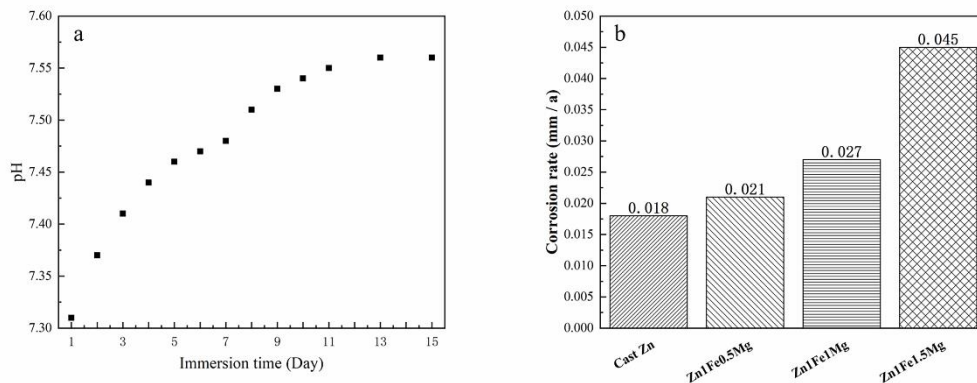 a
7.60
7.55
7.50
7.45
7.40
7.35
7.30
pH
1 3 5 7 9 11 13 15
Immersion time (Day)
b
0.050
0.045
0.040
0.035
0.030
0.025
0.020
0.015
0.010
0.005
0.000
Corrosion rate (mm / a)
0.018
0.021
0.027
0.045
Cast Zn
Zn1Fe0.5Mg
Zn1Fe1Mg
Zn1Fe1.5Mg